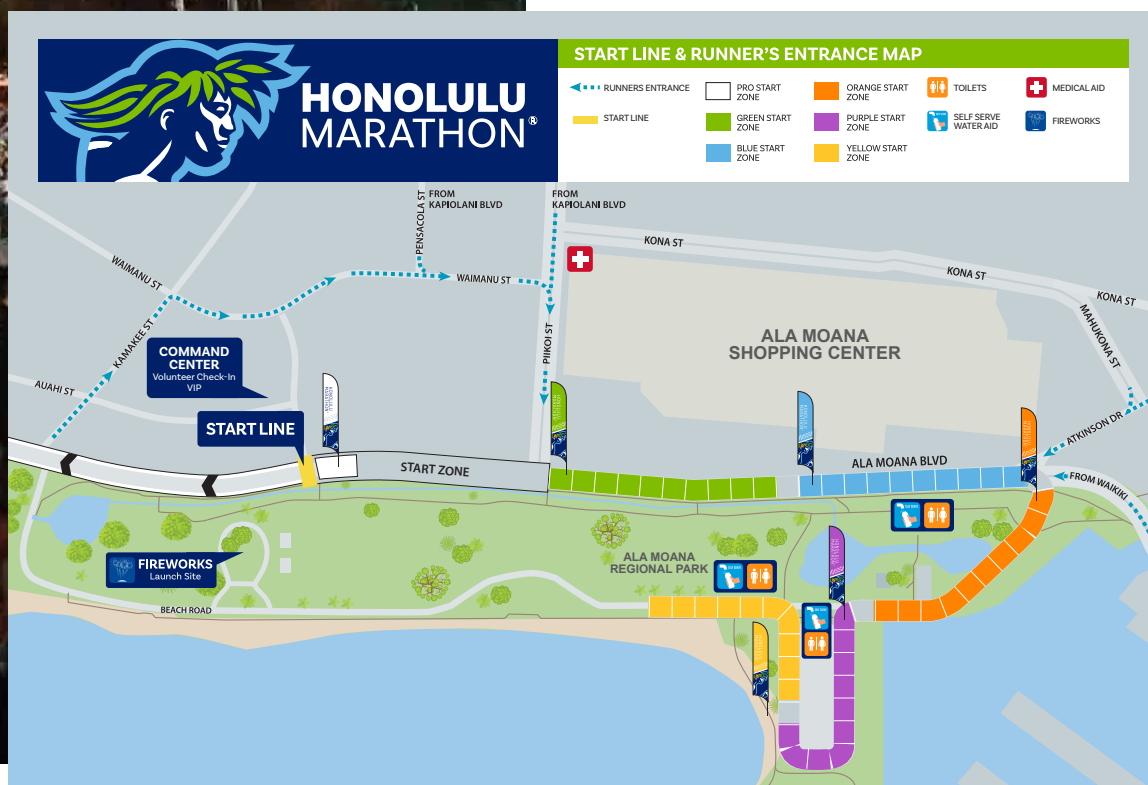 HONOLULU
MARATHON®
START LINE & RUNNER'S ENTRANCE MAP
RUNNERS ENTRANCE
START LINE
PRO START
ZONE
GREEN START
ZONE
BLUE START
ZONE
ORANGE START
ZONE
PURPLE START
ZONE
YELLOW START
ZONE
TOILETS
SELF SERVE
WATER AID
MEDICAL AID
FIREWORKS
PENSACOLA ST
FROM
KAPIOLANI BLVD
FROM
KAPIOLANI BLVD
KONA ST
KONA ST
KONA ST
WAIMANU ST
WAIMANU ST
KAMAKEE ST
PIIKOI ST
MAHUKONA ST
ALA MOANA
SHOPPING CENTER
COMMAND
CENTER
Volunteer Check-In
VIP
AUAHI ST
START LINE
HONOLULU
MARATHON
ATKINSON DR
START ZONE
ALA MOANA BLVD
FROM WAIKIKI
ALA MOANA
REGIONAL PARK
FIREWORKS
Launch Site
BEACH ROAD